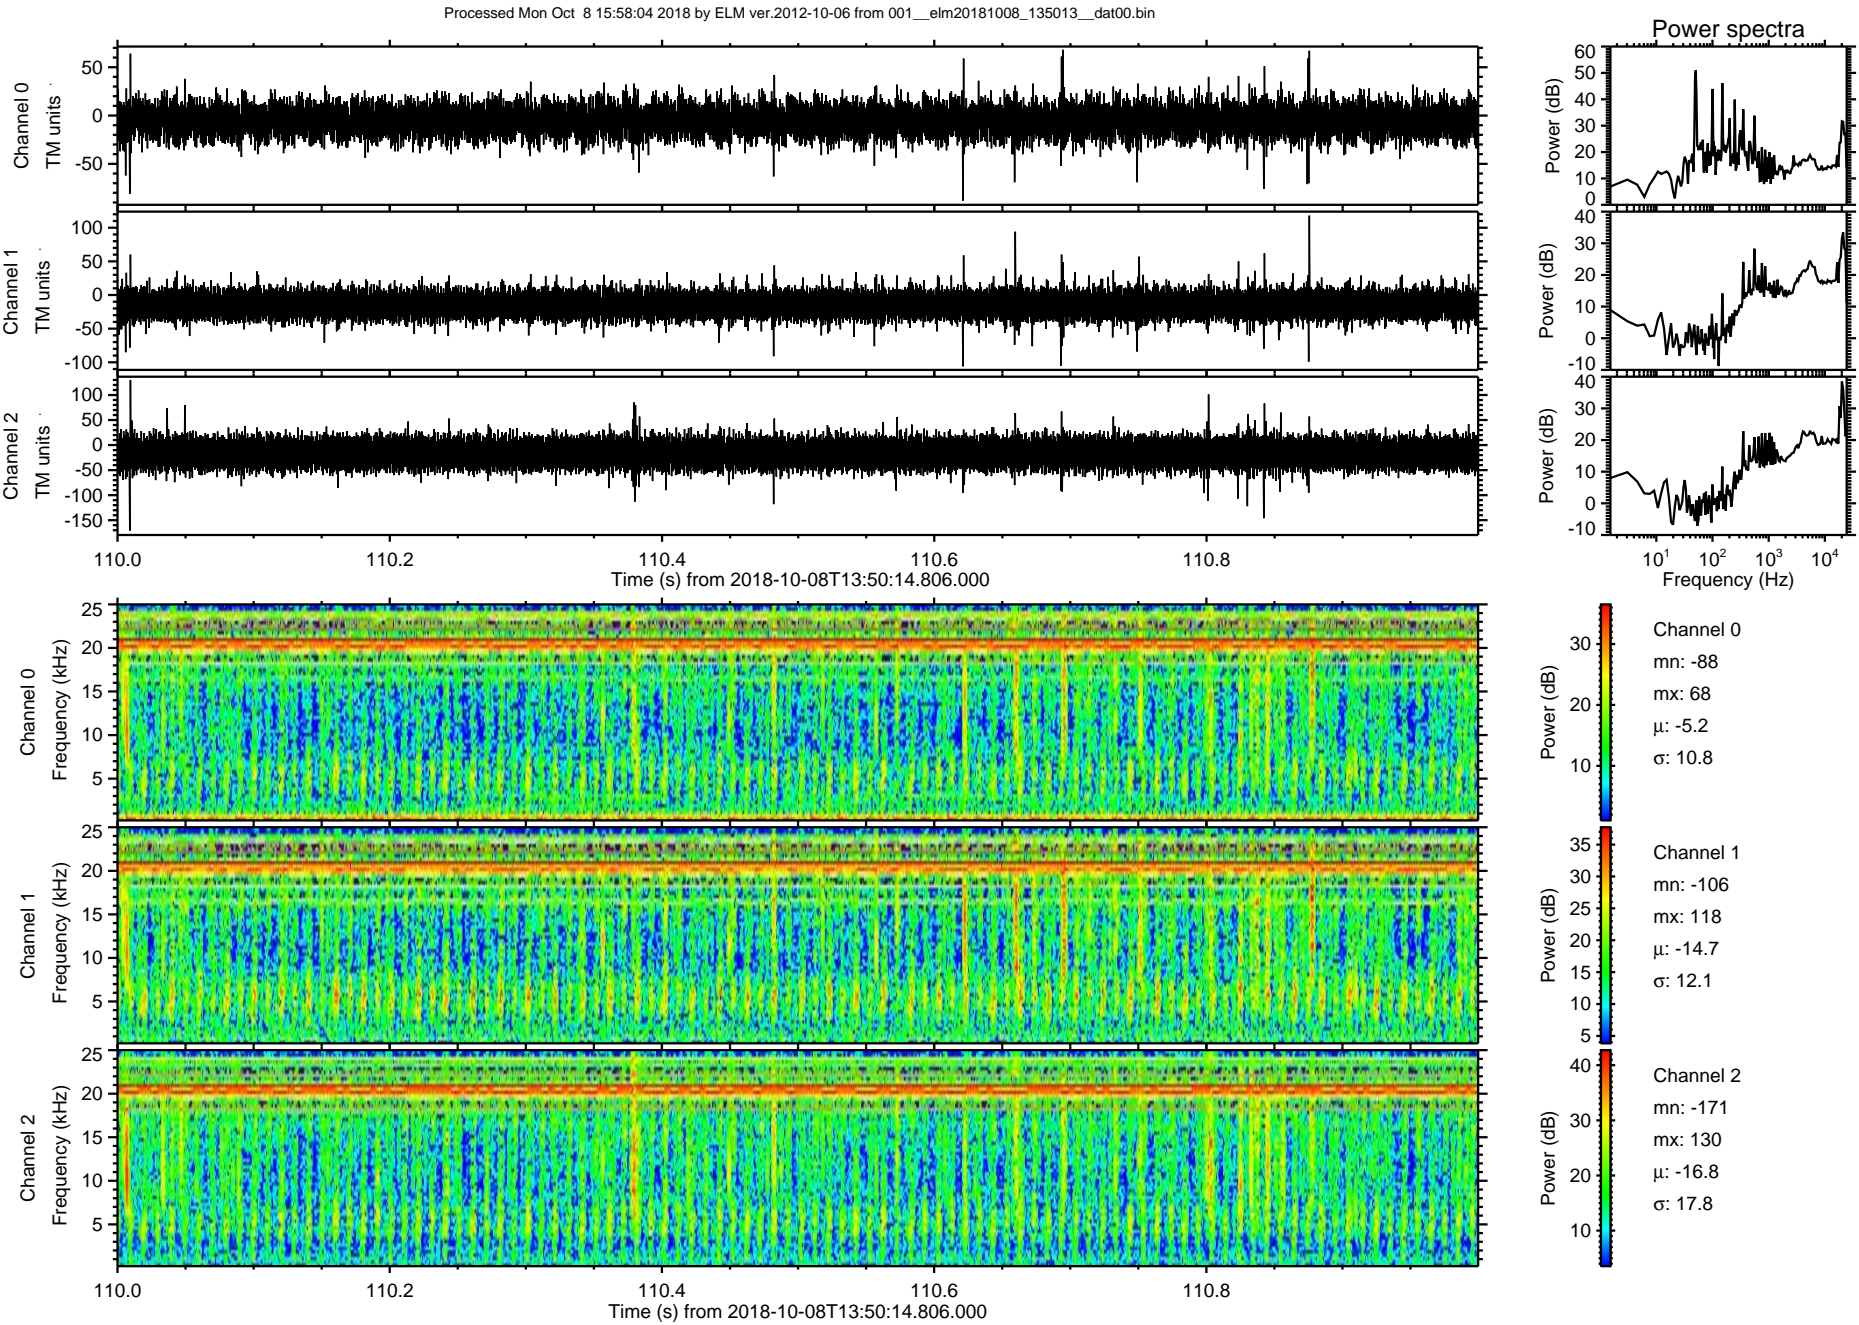 Processed Mon Oct  8 15:58:04 2018 by ELM ver.2012-10-06 from 001__elm20181008_135013__dat00.bin
Power spectra
Channel 0
TM units
50
0
-50
Power (dB)
60
50
40
30
20
10
0
Channel 1
TM units
100
50
0
-50
-100
Power (dB)
40
30
20
10
0
-10
Channel 2
TM units
100
50
0
-50
-100
-150
Power (dB)
40
30
20
10
0
-10
110.0 110.2 110.4 110.6 110.8
Time (s) from 2018-10-08T13:50:14.806.000
10^1 10^2 10^3 10^4
Frequency (Hz)
Channel 0
Frequency (kHz)
25
20
15
10
5
Power (dB)
30
20
10
Channel 0
mn: -88
mx: 68
μ: -5.2
σ: 10.8
Channel 1
Frequency (kHz)
25
20
15
10
5
Power (dB)
35
30
25
20
15
10
5
Channel 1
mn: -106
mx: 118
μ: -14.7
σ: 12.1
Channel 2
Frequency (kHz)
25
20
15
10
5
Power (dB)
40
30
20
10
Channel 2
mn: -171
mx: 130
μ: -16.8
σ: 17.8
110.0 110.2 110.4 110.6 110.8
Time (s) from 2018-10-08T13:50:14.806.000